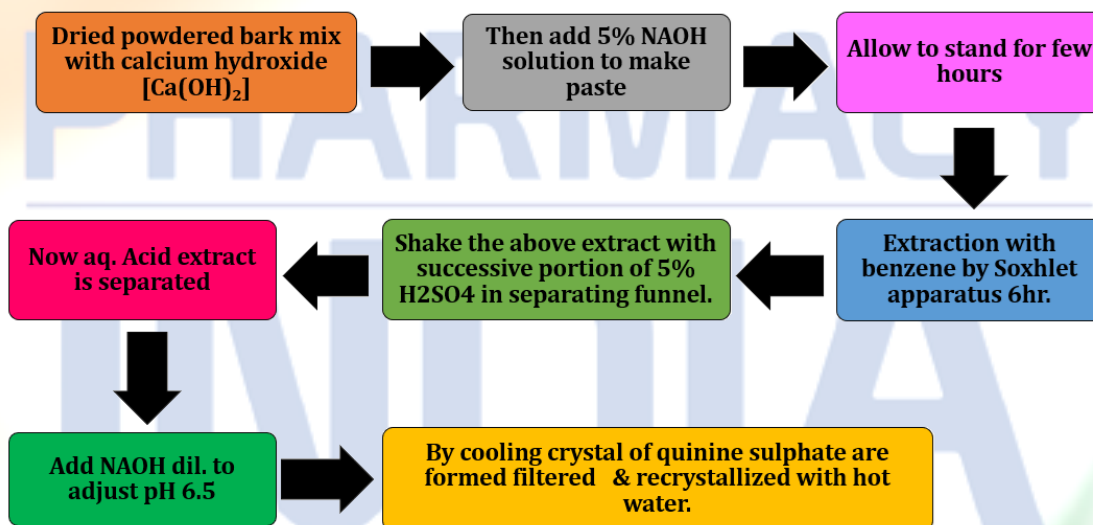 Dried powdered bark mix
with calcium hydroxide
[Ca(OH)₂]
Then add 5% NAOH
solution to make
paste
Allow to stand for few
hours
Extraction with
benzene by Soxhlet
apparatus 6hr.
Shake the above extract with
successive portion of 5%
H2SO4 in separating funnel.
Now aq. Acid extract
is separated
Add NAOH dil. to
adjust pH 6.5
By cooling crystal of quinine sulphate are
formed filtered & recrystallized with hot
water.
PHARMACY
INDIA